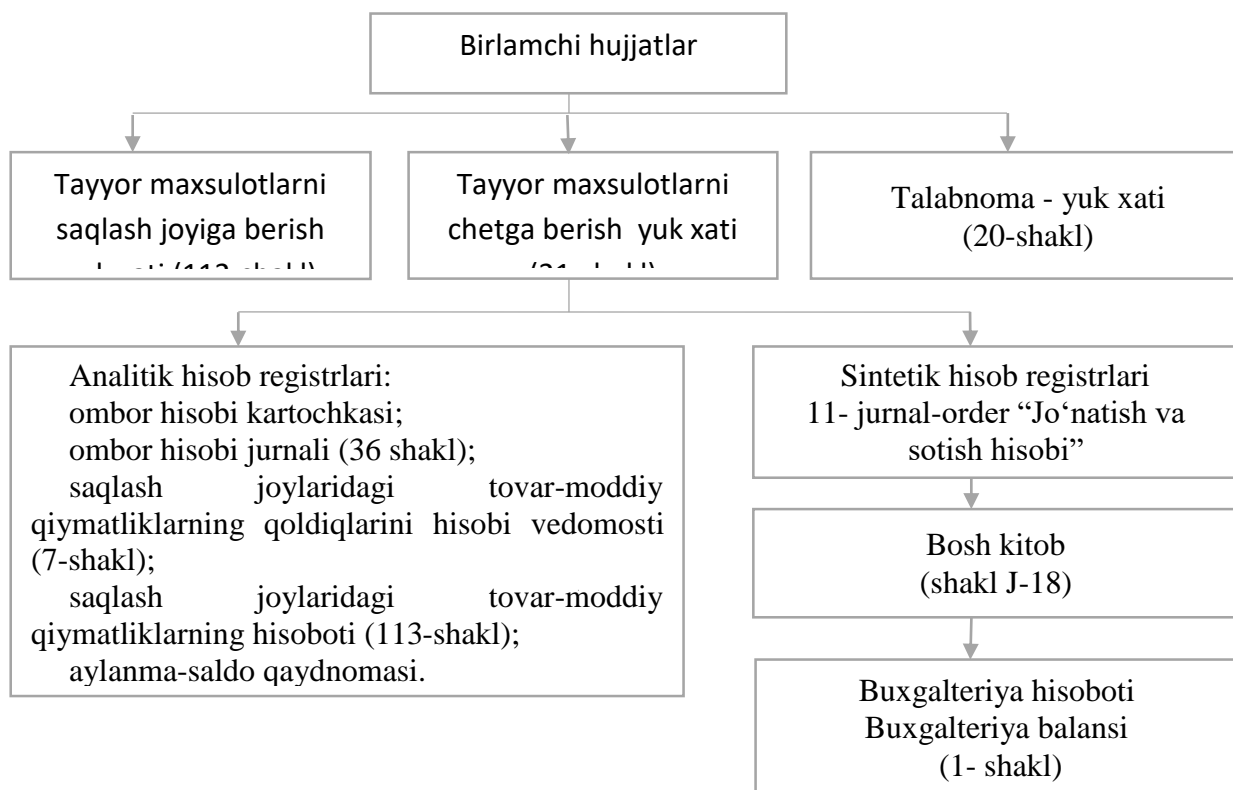 Birlamchi hujjatlar
Tayyor maxsulotlarni
saqlash joyiga berish
Tayyor maxsulotlarni
chetga berish yuk xati
Talabnoma - yuk xati
(20-shakl)
Analitik hisob registrlari:
ombor hisobi kartochkasi;
ombor hisobi jurnali (36 shakl);
saqlash joylaridagi tovar-moddiy
qiymatliklarning qoldiqlarini hisobi vedomosti
(7-shakl);
saqlash joylaridagi tovar-moddiy
qiymatliklarning hisoboti (113-shakl);
aylanma-saldo qaydnomasi.
Sintetik hisob registrlari
11- jurnal-order “Jo‘natish va
sotish hisobi”
Bosh kitob
(shakl J-18)
Buxgalteriya hisoboti
Buxgalteriya balansi
(1- shakl)